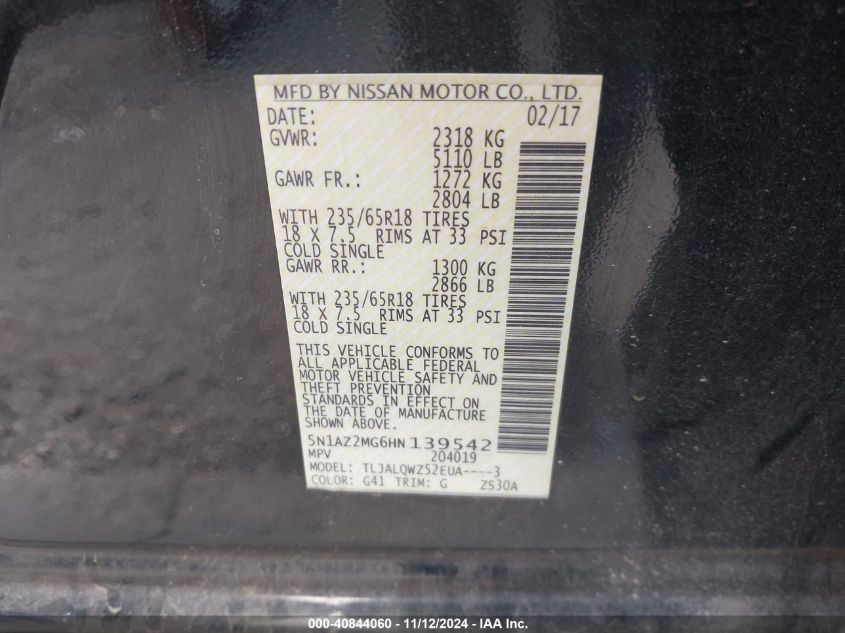 MFD BY NISSAN MOTOR CO., LTD.
DATE: 02/17
GVWR: 2318 KG
5110 LB
GAWR FR.: 1272 KG
2804 LB
WITH 235/65R18 TIRES
18 X 7.5 RIMS AT 33 PSI
COLD SINGLE
GAWR RR.: 1300 KG
2866 LB
WITH 235/65R18 TIRES
18 X 7.5 RIMS AT 33 PSI
COLD SINGLE
THIS VEHICLE CONFORMS TO
ALL APPLICABLE FEDERAL
MOTOR VEHICLE SAFETY AND
THEFT PREVENTION
STANDARDS IN EFFECT ON
THE DATE OF MANUFACTURE
SHOWN ABOVE.
5N1AZ2MG6HN139542
MPV 204019
MODEL: TLJALQWZ52EUA----3
COLOR: G41 TRIM: G ZS30A
000-40844060 - 11/12/2024 - IAA Inc.